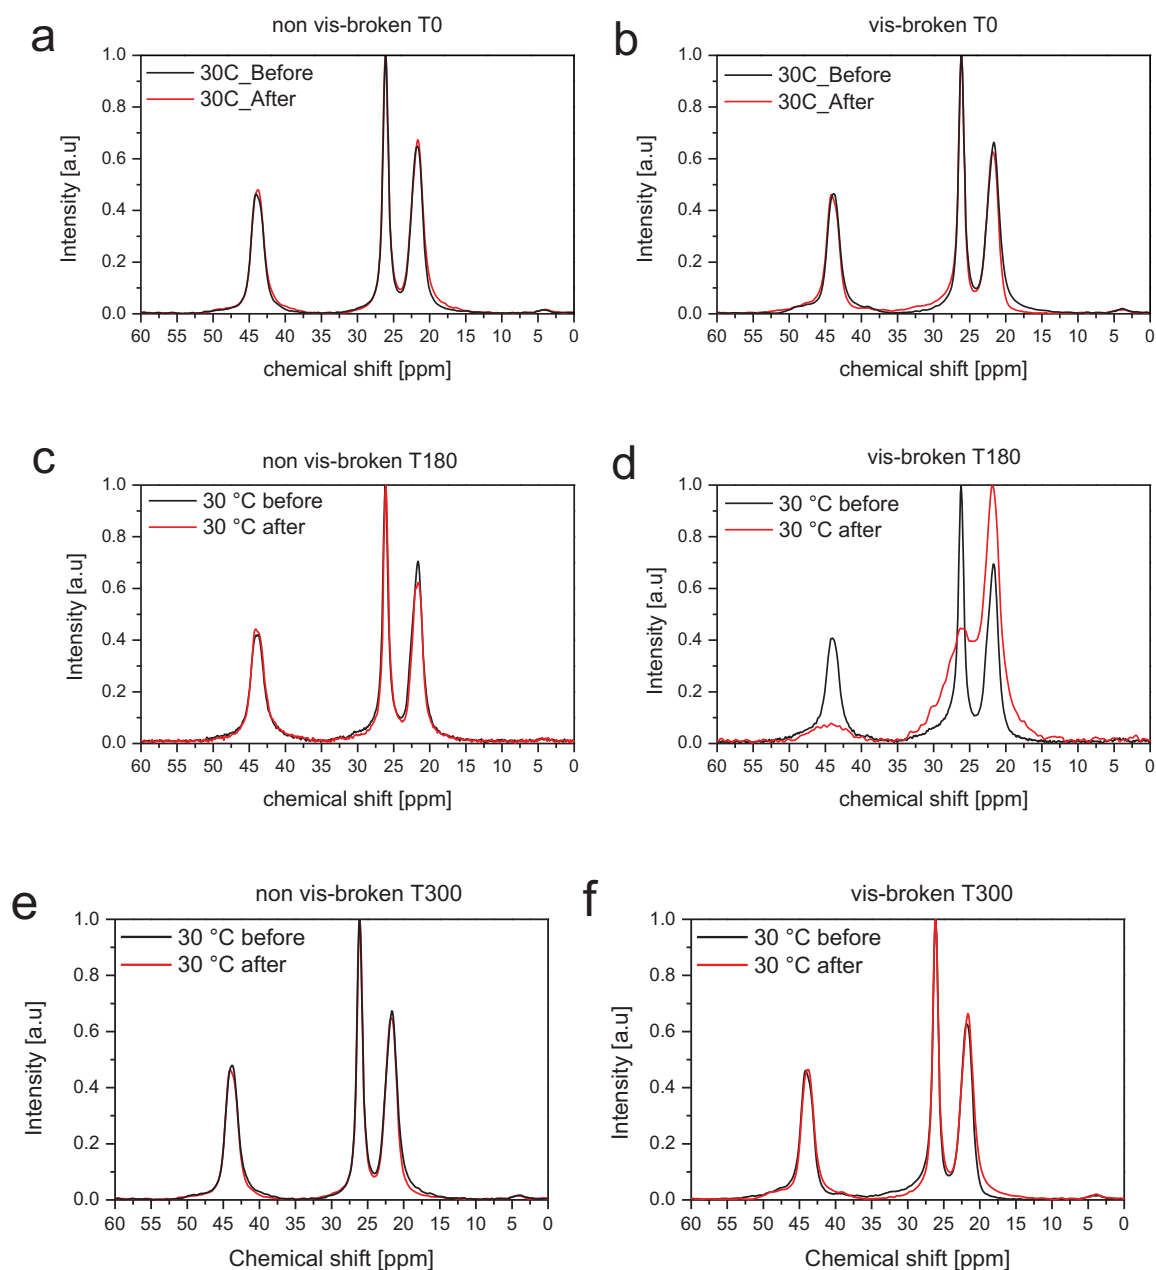 a
non vis-broken T0
30C_Before
30C_After
Intensity [a.u]
1.0
0.8
0.6
0.4
0.2
0.0
60 55 50 45 40 35 30 25 20 15 10 5 0
chemical shift [ppm]
b
vis-broken T0
30C_Before
30C_After
Intensity [a.u]
1.0
0.8
0.6
0.4
0.2
0.0
60 55 50 45 40 35 30 25 20 15 10 5 0
chemical shift [ppm]
c
non vis-broken T180
30 °C before
30 °C after
Intensity [a.u]
1.0
0.8
0.6
0.4
0.2
0.0
60 55 50 45 40 35 30 25 20 15 10 5 0
chemical shift [ppm]
d
vis-broken T180
30 °C before
30 °C after
Intensity [a.u]
1.0
0.8
0.6
0.4
0.2
0.0
60 55 50 45 40 35 30 25 20 15 10 5 0
chemical shift [ppm]
e
non vis-broken T300
30 °C before
30 °C after
Intensity [a.u]
1.0
0.8
0.6
0.4
0.2
0.0
60 55 50 45 40 35 30 25 20 15 10 5 0
Chemical shift [ppm]
f
vis-broken T300
30 °C before
30 °C after
Intensity [a.u]
1.0
0.8
0.6
0.4
0.2
0.0
60 55 50 45 40 35 30 25 20 15 10 5 0
Chemical shift [ppm]